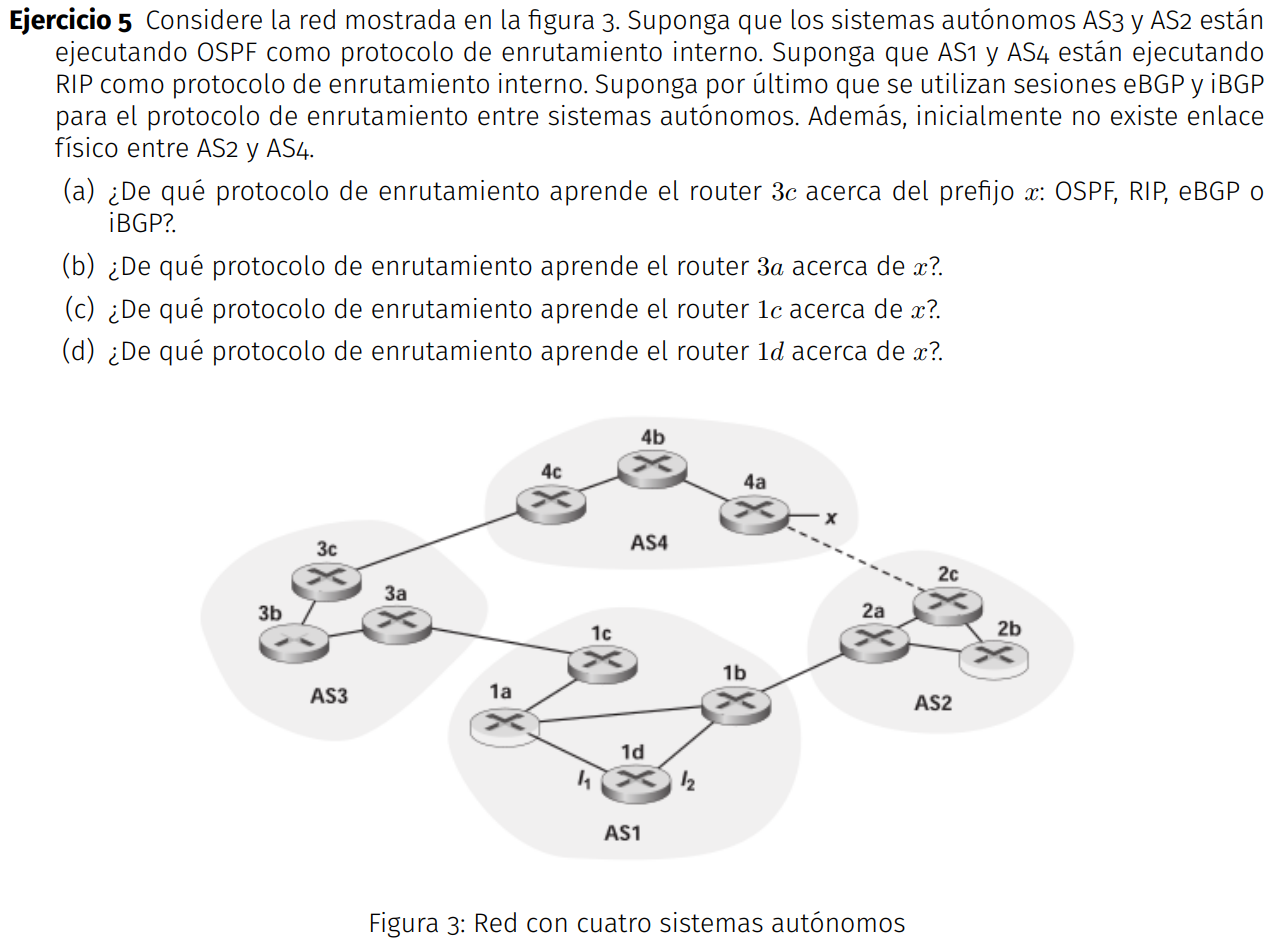 Ejercicio 5 Considere la red mostrada en la figura 3. Suponga que los sistemas autónomos AS3 y AS2 están
ejecutando OSPF como protocolo de enrutamiento interno. Suponga que AS1 y AS4 están ejecutando
RIP como protocolo de enrutamiento interno. Suponga por último que se utilizan sesiones eBGP y iBGP
para el protocolo de enrutamiento entre sistemas autónomos. Además, inicialmente no existe enlace
físico entre AS2 y AS4.
(a) ¿De qué protocolo de enrutamiento aprende el router 3c acerca del prefijo x: OSPF, RIP, eBGP o
iBGP?.
(b) ¿De qué protocolo de enrutamiento aprende el router 3a acerca de x?.
(c) ¿De qué protocolo de enrutamiento aprende el router 1c acerca de x?.
(d) ¿De qué protocolo de enrutamiento aprende el router 1d acerca de x?.
4b
4c
4a
x
AS4
3c
3a
3b
AS3
2c
2a
2b
AS2
1c
1b
1a
1d
I1
I2
AS1
Figura 3: Red con cuatro sistemas autónomos